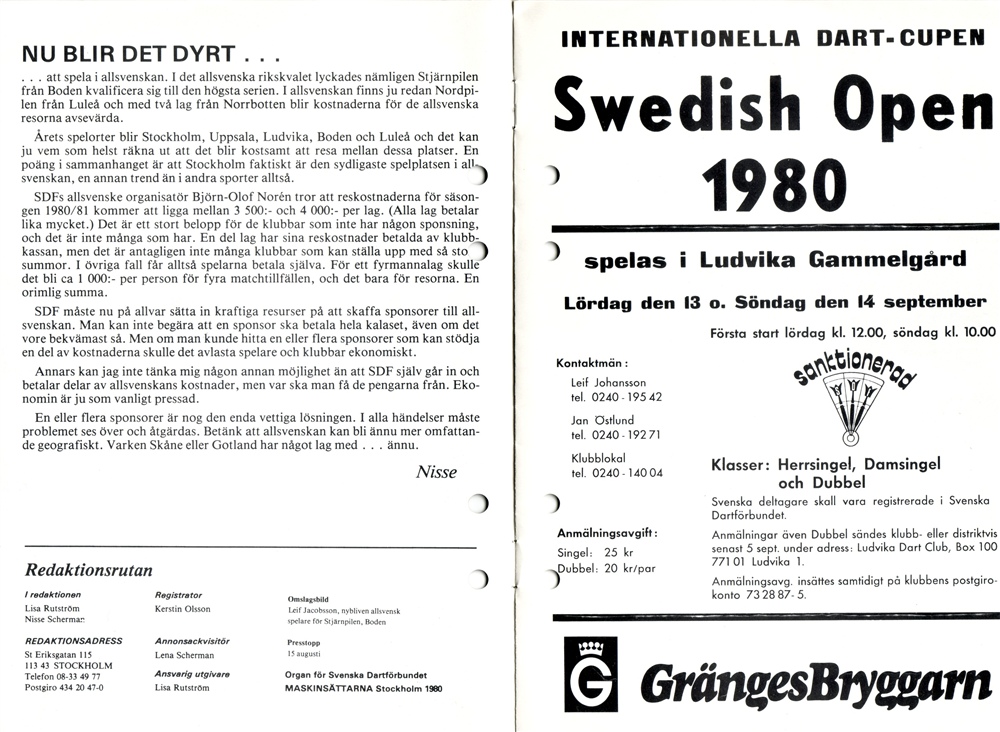 NU BLIR DET DYRT . . .
. . . att spela i allsvenskan. I det allsvenska rikskvalet lyckades nämligen Stjärnpilen
från Boden kvalificera sig till den högsta serien. I allsvenskan finns ju redan Nordpi-
len från Luleå och med två lag från Norrbotten blir kostnaderna för de allsvenska
resorna avsevärda.
Årets spelorter blir Stockholm, Uppsala, Ludvika, Boden och Luleå och det kan
ju vem som helst räkna ut att det blir kostsamt att resa mellan dessa platser. En
poäng i sammanhanget är att Stockholm faktiskt är den sydligaste spelplatsen i all-
svenskan, en annan trend än i andra sporter alltså.
SDFs allsvenske organisatör Björn-Olof Norén tror att reskostnaderna för säson-
gen 1980/81 kommer att ligga mellan 3 500:- och 4 000:- per lag. (Alla lag betalar
lika mycket.) Det är ett stort belopp för de klubbar som inte har någon sponsning,
och det är inte många som har. En del lag har sina reskostnader betalda av klubb-
kassan, men det är antagligen inte många klubbar som kan ställa upp med så sto
summor. I övriga fall får alltså spelarna betala själva. För ett fyrmannalag skulle
det bli ca 1 000:- per person för fyra matchtillfällen, och det bara för resorna. En
orimlig summa.
SDF måste nu på allvar sätta in kraftiga resurser på att skaffa sponsorer till all-
svenskan. Man kan inte begära att en sponsor ska betala hela kalaset, även om det
vore bekvämast så. Men om man kunde hitta en eller flera sponsorer som kan stödja
en del av kostnaderna skulle det avlasta spelare och klubbar ekonomiskt.
Annars kan jag inte tänka mig någon annan möjlighet än att SDF själv går in och
betalar delar av allsvenskans kostnader, men var ska man få de pengarna från. Eko-
nomin är ju som vanligt pressad.
En eller flera sponsorer är nog den enda vettiga lösningen. I alla händelser måste
problemet ses över och åtgärdas. Betänk att allsvenskan kan bli ännu mer omfattan-
de geografiskt. Varken Skåne eller Gotland har något lag med . . . ännu.
Nisse
Redaktionsrutan
I redaktionen
Lisa Rutström
Nisse Scherman
REDAKTIONSADRESS
St Eriksgatan 115
113 43 STOCKHOLM
Telefon 08-33 49 77
Postgiro 434 20 47-0
Registrator
Kerstin Olsson
Annonsackvisitör
Lena Scherman
Ansvarig utgivare
Lisa Rutström
Omslagsbild
Leif Jacobsson, nybliven allsvensk
spelare för Stjärnpilen, Boden
Presstopp
15 augusti
Organ för Svenska Dartförbundet
MASKINSÄTTARNA Stockholm 1980
INTERNATIONELLA DART-CUPEN
Swedish Open
1980
spelas i Ludvika Gammelgård
Lördag den 13 o. Söndag den 14 september
Första start lördag kl. 12.00, söndag kl. 10.00
Kontaktmän :
Leif Johansson
tel. 0240 - 195 42
Jan Östlund
tel. 0240 - 192 71
Klubblokal
tel. 0240 - 140 04
Anmälningsavgift :
Singel: 25 kr
Dubbel: 20 kr/par
sanktionerad
Klasser: Herrsingel, Damsingel
och Dubbel
Svenska deltagare skall vara registrerade i Svenska
Dartförbundet.
Anmälningar även Dubbel sändes klubb- eller distriktvis
senast 5 sept. under adress: Ludvika Dart Club, Box 100
771 01 Ludvika 1.
Anmälningsavg. insättes samtidigt på klubbens postgiro-
konto 73 28 87- 5.
G GrängesBryggarn